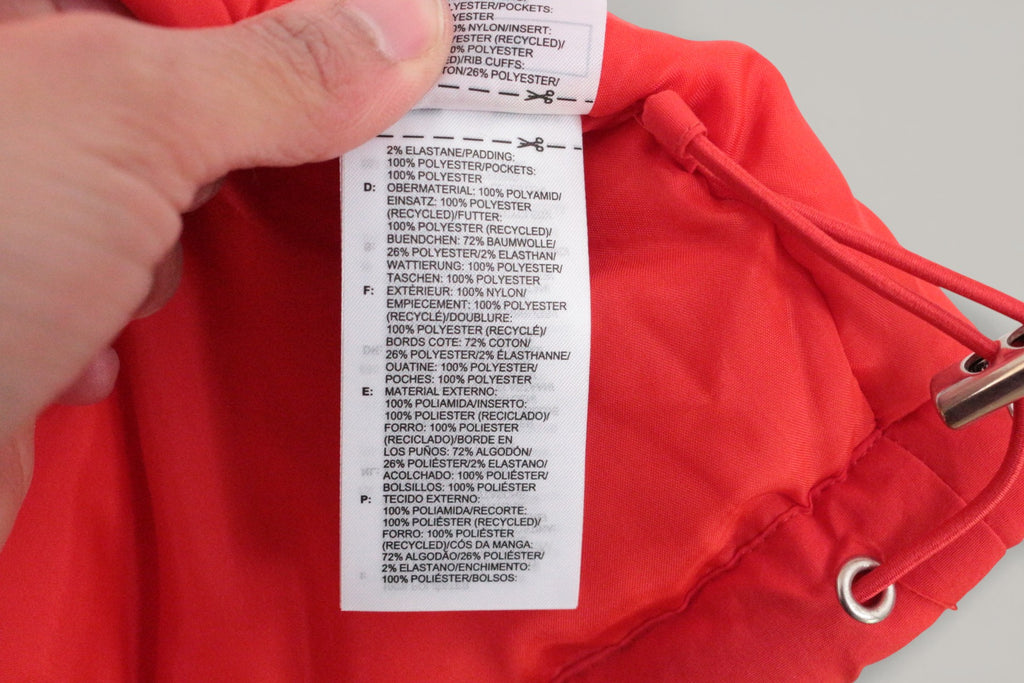 YESTER/POCKETS:
YESTER
0% NYLON/INSERT:
YESTER (RECYCLED)/
0% POLYESTER
ED)/RIB CUFFS:
TON/26% POLYESTER/
2% ELASTANE/PADDING:
100% POLYESTER/POCKETS:
100% POLYESTER
D: OBERMATERIAL: 100% POLYAMID/
EINSATZ: 100% POLYESTER
(RECYCLED)/FUTTER:
100% POLYESTER (RECYCLED)/
BUENDCHEN: 72% BAUMWOLLE/
26% POLYESTER/2% ELASTHAN/
WATTIERUNG: 100% POLYESTER/
TASCHEN: 100% POLYESTER
F: EXTÉRIEUR: 100% NYLON/
EMPIECEMENT: 100% POLYESTER
(RECYCLÉ)/DOUBLURE:
100% POLYESTER (RECYCLÉ)/
BORDS COTE: 72% COTON/
26% POLYESTER/2% ÉLASTHANNE/
OUATINE: 100% POLYESTER/
POCHES: 100% POLYESTER
E: MATERIAL EXTERNO:
100% POLIAMIDA/INSERTO:
100% POLIESTER (RECICLADO)/
FORRO: 100% POLIESTER
(RECICLADO)/BORDE EN
LOS PUÑOS: 72% ALGODÓN/
26% POLIÉSTER/2% ELASTANO/
ACOLCHADO: 100% POLIÉSTER/
BOLSILLOS: 100% POLIÉSTER
P: TECIDO EXTERNO:
100% POLIAMIDA/RECORTE:
100% POLIÉSTER (RECYCLED)/
FORRO: 100% POLIÉSTER
(RECYCLED)/CÓS DA MANGA:
72% ALGODÃO/26% POLIÉSTER/
2% ELASTANO/ENCHIMENTO:
100% POLIÉSTER/BOLSOS: